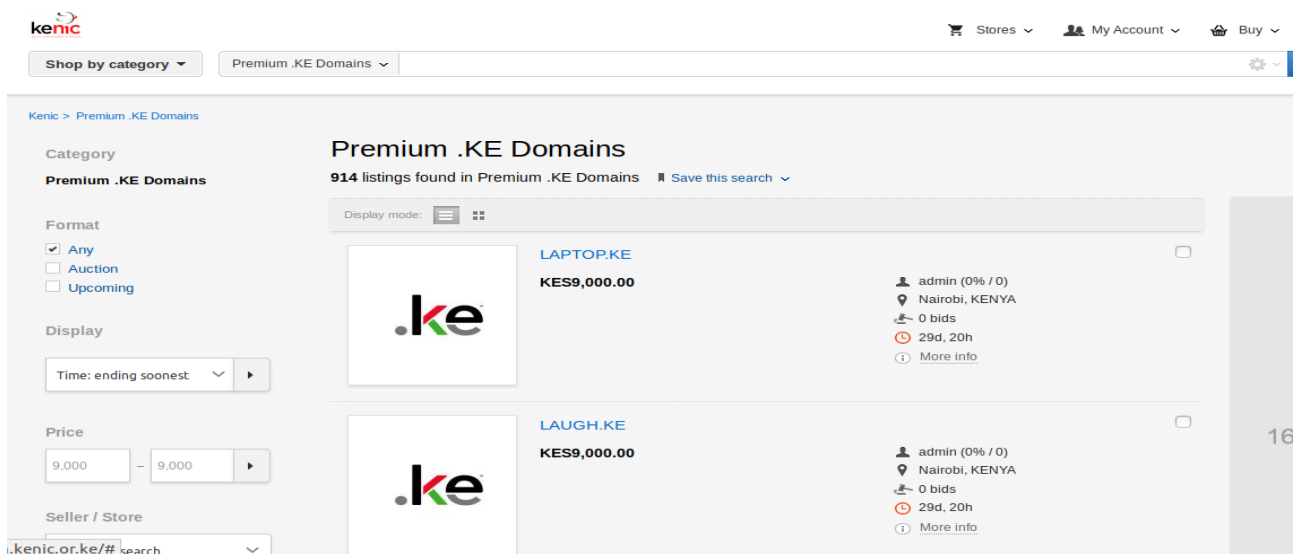 kenic
Stores My Account Buy
Shop by category Premium .KE Domains
Kenic > Premium .KE Domains
Category
Premium .KE Domains
Format
Any
Auction
Upcoming
Display
Time: ending soonest
Price
9,000 – 9,000
Seller / Store
search
.kenic.or.ke/#
Premium .KE Domains
914 listings found in Premium .KE Domains Save this search
Display mode:
.ke
LAPTOP.KE
KES9,000.00
admin (0% / 0)
Nairobi, KENYA
0 bids
29d, 20h
More info
.ke
LAUGH.KE
KES9,000.00
admin (0% / 0)
Nairobi, KENYA
0 bids
29d, 20h
More info
16